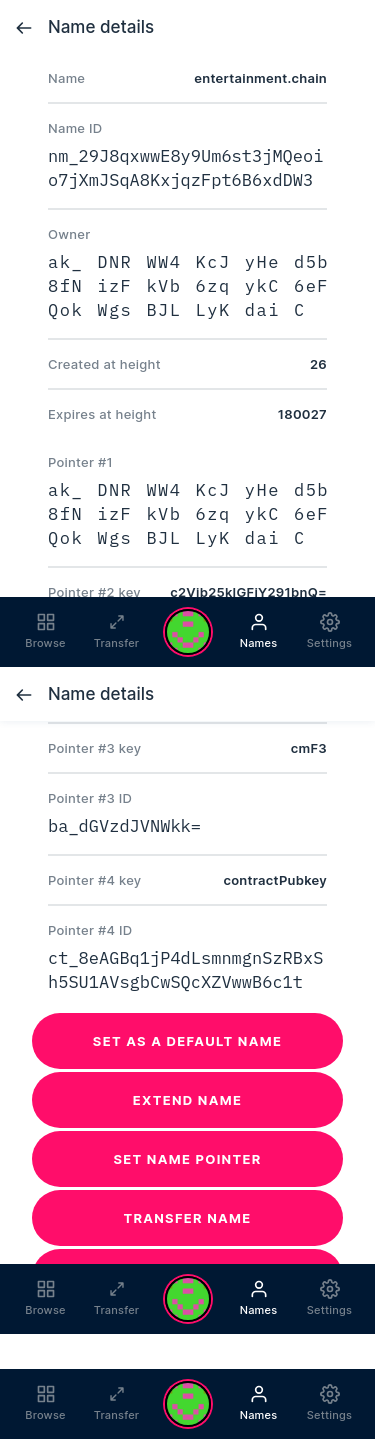 Name details
Name entertainment.chain
Name ID
nm_29J8qxwwE8y9Um6st3jMQeoi
o7jXmJSqA8KxjqzFpt6B6xdDW3
Owner
ak_ DNR WW4 KcJ yHe d5b
8fN izF kVb 6zq ykC 6eF
Qok Wgs BJL LyK dai C
Created at height 26
Expires at height 180027
Pointer #1
ak_ DNR WW4 KcJ yHe d5b
8fN izF kVb 6zq ykC 6eF
Qok Wgs BJL LyK dai C
Pointer #2 key
Browse Transfer Names Settings
Name details
Pointer #3 key cmF3
Pointer #3 ID
ba_dGVzdJVNWkk=
Pointer #4 key contractPubkey
Pointer #4 ID
ct_8eAGBq1jP4dLsmnmgnSzRBxS
h5SU1AVsgbCwSQcXZVwwB6c1t
SET AS A DEFAULT NAME
EXTEND NAME
SET NAME POINTER
TRANSFER NAME
Browse Transfer Names Settings
Browse Transfer Names Settings